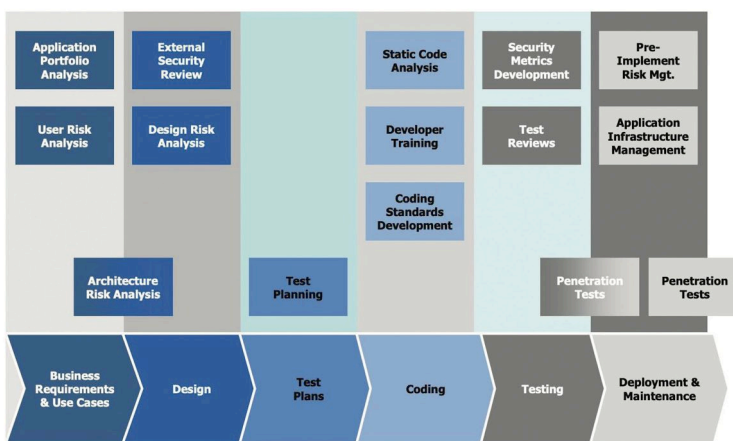 Application
Portfolio
Analysis
External
Security
Review
Static Code
Analysis
Security
Metrics
Development
Pre-
Implement
Risk Mgt.
User Risk
Analysis
Design Risk
Analysis
Developer
Training
Test
Reviews
Application
Infrastructure
Management
Coding
Standards
Development
Architecture
Risk Analysis
Test
Planning
Penetration
Tests
Penetration
Tests
Business
Requirements
& Use Cases
Design
Test
Plans
Coding
Testing
Deployment &
Maintenance